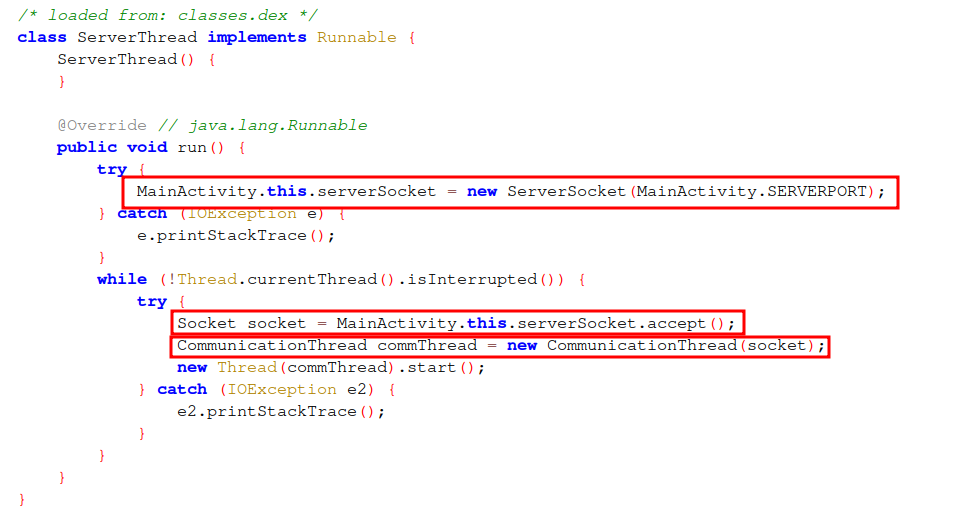 /* loaded from: classes.dex */
class ServerThread implements Runnable {
    ServerThread() {
    }

    @Override // java.lang.Runnable
    public void run() {
        try {
            MainActivity.this.serverSocket = new ServerSocket(MainActivity.SERVERPORT);
        } catch (IOException e) {
            e.printStackTrace();
        }
        while (!Thread.currentThread().isInterrupted()) {
            try {
                Socket socket = MainActivity.this.serverSocket.accept();
                CommunicationThread commThread = new CommunicationThread(socket);
                new Thread(commThread).start();
            } catch (IOException e2) {
                e2.printStackTrace();
            }
        }
    }
}